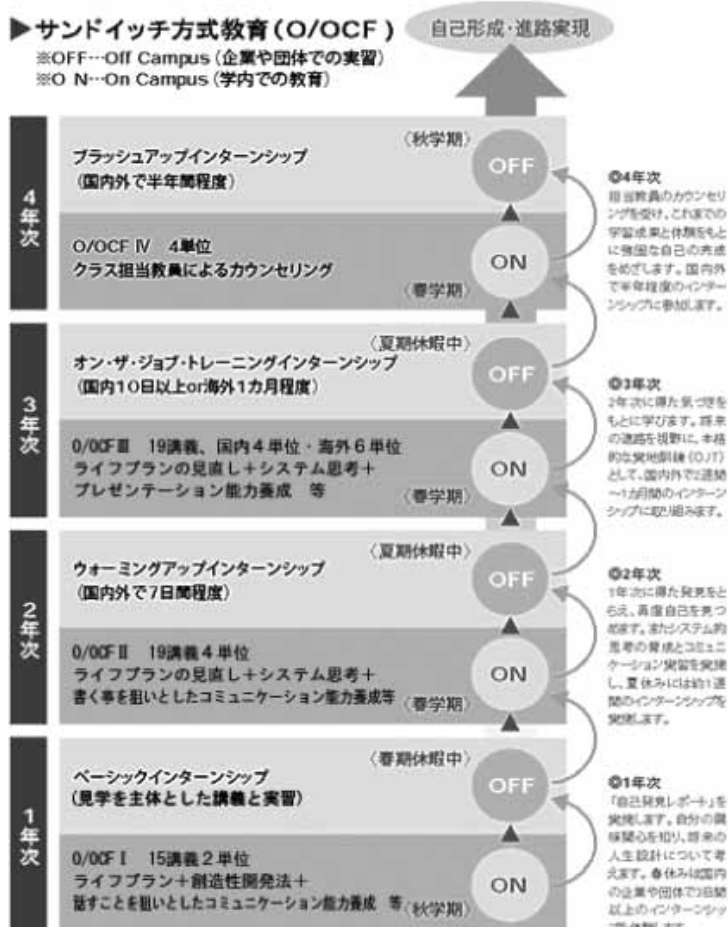 ▶サンドイッチ方式教育(O/OCF)
※OFF…Off Campus(企業や団体での実習)
※O N…On Campus(学内での教育)
自己形成・進路実現
4年次
〈秋学期〉
ブラッシュアップインターンシップ
(国内外で半年間程度)
OFF
O/OCF Ⅳ 4単位
クラス担当教員によるカウンセリング
〈春学期〉
ON
◎4年次
担当教員のカウンセリ
ングを受け、これまでの
学習成果と体験をもと
に強固な自己の完成
をめざします。国内外
で半年程度のインター
ンシップに参加します。
3年次
〈夏期休暇中〉
オン・ザ・ジョブ・トレーニングインターンシップ
(国内10日以上or海外1カ月程度)
OFF
O/OCF Ⅲ 19講義、国内4単位・海外6単位
ライフプランの見直し+システム思考+
プレゼンテーション能力養成 等
〈春学期〉
ON
◎3年次
2年次に得た気づきを
もとに学びます。将来
の進路を視野に、本格
的な現地訓練(OJT)
として、国内外で2週間
~1カ月間のインターン
シップに取り組みます。
2年次
〈夏期休暇中〉
ウォーミングアップインターンシップ
(国内外で7日間程度)
OFF
O/OCF Ⅱ 19講義4単位
ライフプランの見直し+システム思考+
書く事を狙いとしたコミュニケーション能力養成等
〈春学期〉
ON
◎2年次
1年次に得た発見をと
らえ、再度自己を見つ
めます。またシステム的
思考の育成とコミュニ
ケーション実習を実施
し、夏休みには約1週
間のインターンシップを
実施します。
1年次
〈春期休暇中〉
ベーシックインターンシップ
(見学を主体とした講義と実習)
OFF
O/OCF Ⅰ 15講義2単位
ライフプラン+創造性開発法+
話すことを狙いとしたコミュニケーション能力養成 等
〈秋学期〉
ON
◎1年次
「自己発見レポート」を
実施します。自分の興
味関心を知り、将来の
人生設計について考
えます。春休みは国内
の企業や団体で3日間
以上のインターンシッ